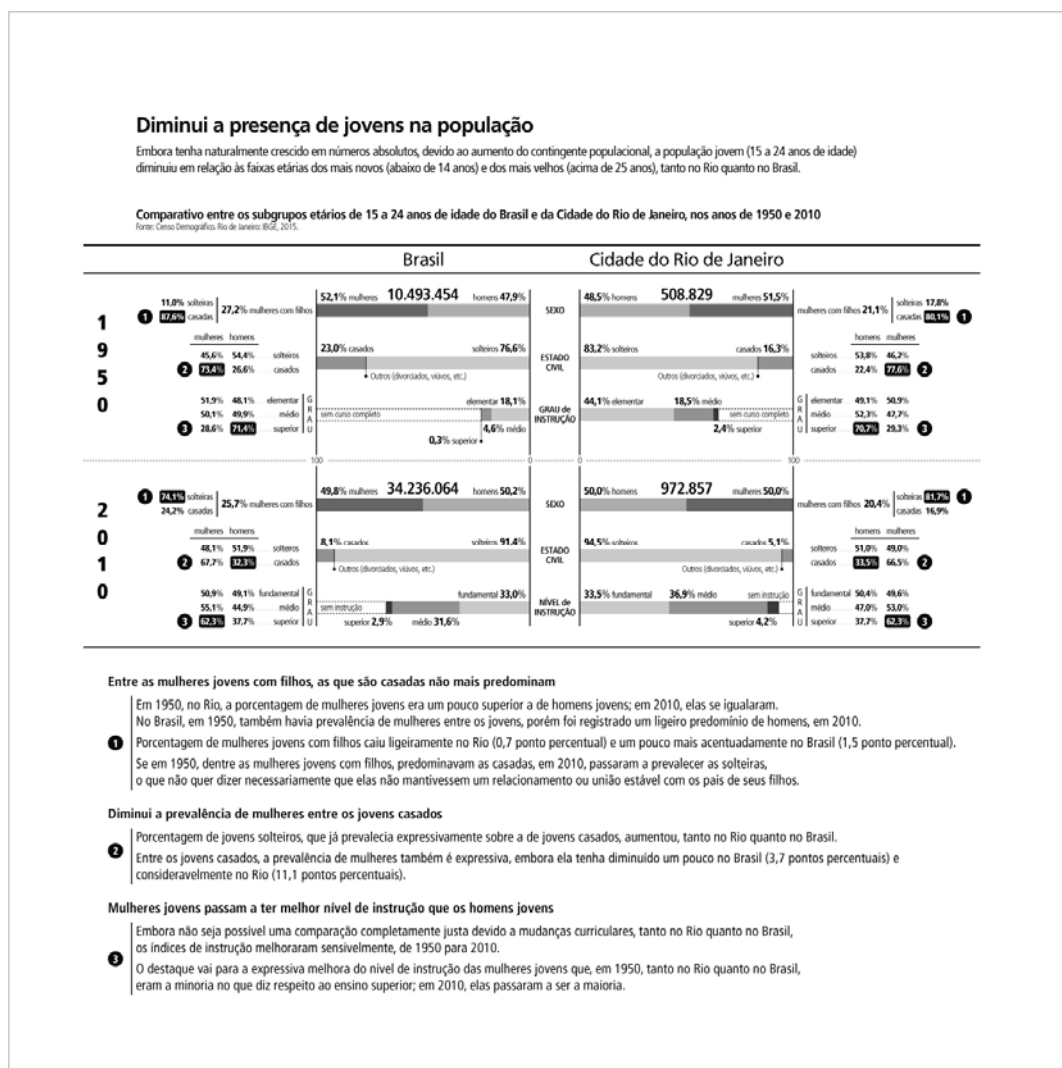 Diminui a presença de jovens na população
Embora tenha naturalmente crescido em números absolutos, devido ao aumento do contingente populacional, a população jovem (15 a 24 anos de idade)
diminuiu em relação às faixas etárias dos mais novos (abaixo de 14 anos) e dos mais velhos (acima de 25 anos), tanto no Rio quanto no Brasil.
Comparativo entre os subgrupos etários de 15 a 24 anos de idade do Brasil e da Cidade do Rio de Janeiro, nos anos de 1950 e 2010
Fonte: Censo Demográfico. Rio de Janeiro: IBGE, 2015.
Brasil Cidade do Rio de Janeiro
1950
52,1% mulheres 10.493.454 homens 47,9% SEXO 48,5% homens 508.829 mulheres 51,5%
11,0% solteiras 27,2% mulheres com filhos mulheres com filhos 21,1% solteiras 17,8%
1 87,6% casadas casadas 80,1% 1
mulheres homens homens mulheres
23,0% casados solteiros 76,6% ESTADO CIVIL 83,2% solteiros casados 16,3%
45,6% 54,4% solteiros solteiros 53,8% 46,2%
2 73,4% 26,6% casados casados 22,4% 77,6% 2
Outros (divorciados, viúvos, etc.) Outros (divorciados, viúvos, etc.)
51,9% 48,1% elementar GRAU elementar 18,1% GRAU de INSTRUÇÃO 44,1% elementar 18,5% médio GRAU elementar 49,1% 50,9%
50,1% 49,9% médio sem curso completo sem curso completo médio 52,3% 47,7%
3 28,6% 71,4% superior 4,6% médio 2,4% superior superior 70,7% 29,3% 3
0,3% superior
100 0 0 100
2010
49,8% mulheres 34.236.064 homens 50,2% SEXO 50,0% homens 972.857 mulheres 50,0%
1 74,1% solteiras 25,7% mulheres com filhos mulheres com filhos 20,4% solteiras 81,7% 1
24,2% casadas casadas 16,9%
mulheres homens homens mulheres
8,1% casados solteiros 91,4% ESTADO CIVIL 94,5% solteiros casados 5,1%
48,1% 51,9% solteiros solteiros 51,0% 49,0%
2 67,7% 32,3% casados casados 33,5% 66,5% 2
Outros (divorciados, viúvos, etc.) Outros (divorciados, viúvos, etc.)
50,9% 49,1% fundamental GRAU fundamental 33,0% NÍVEL de INSTRUÇÃO 33,5% fundamental 36,9% médio sem instrução GRAU fundamental 50,4% 49,6%
55,1% 44,9% médio sem instrução médio 47,0% 53,0%
3 62,3% 37,7% superior superior 2,9% médio 31,6% superior 4,2% superior 37,7% 62,3% 3
Entre as mulheres jovens com filhos, as que são casadas não mais predominam
Em 1950, no Rio, a porcentagem de mulheres jovens era um pouco superior a de homens jovens; em 2010, elas se igualaram.
No Brasil, em 1950, também havia prevalência de mulheres entre os jovens, porém foi registrado um ligeiro predomínio de homens, em 2010.
1 Porcentagem de mulheres jovens com filhos caiu ligeiramente no Rio (0,7 ponto percentual) e um pouco mais acentuadamente no Brasil (1,5 ponto percentual).
Se em 1950, dentre as mulheres jovens com filhos, predominavam as casadas, em 2010, passaram a prevalecer as solteiras,
o que não quer dizer necessariamente que elas não mantivessem um relacionamento ou união estável com os pais de seus filhos.
Diminui a prevalência de mulheres entre os jovens casados
Porcentagem de jovens solteiros, que já prevalecia expressivamente sobre a de jovens casados, aumentou, tanto no Rio quanto no Brasil.
2 Entre os jovens casados, a prevalência de mulheres também é expressiva, embora ela tenha diminuído um pouco no Brasil (3,7 pontos percentuais) e
consideravelmente no Rio (11,1 pontos percentuais).
Mulheres jovens passam a ter melhor nível de instrução que os homens jovens
Embora não seja possível uma comparação completamente justa devido a mudanças curriculares, tanto no Rio quanto no Brasil,
os índices de instrução melhoraram sensivelmente, de 1950 para 2010.
3 O destaque vai para a expressiva melhora do nível de instrução das mulheres jovens que, em 1950, tanto no Rio quanto no Brasil,
eram a minoria no que diz respeito ao ensino superior; em 2010, elas passaram a ser a maioria.